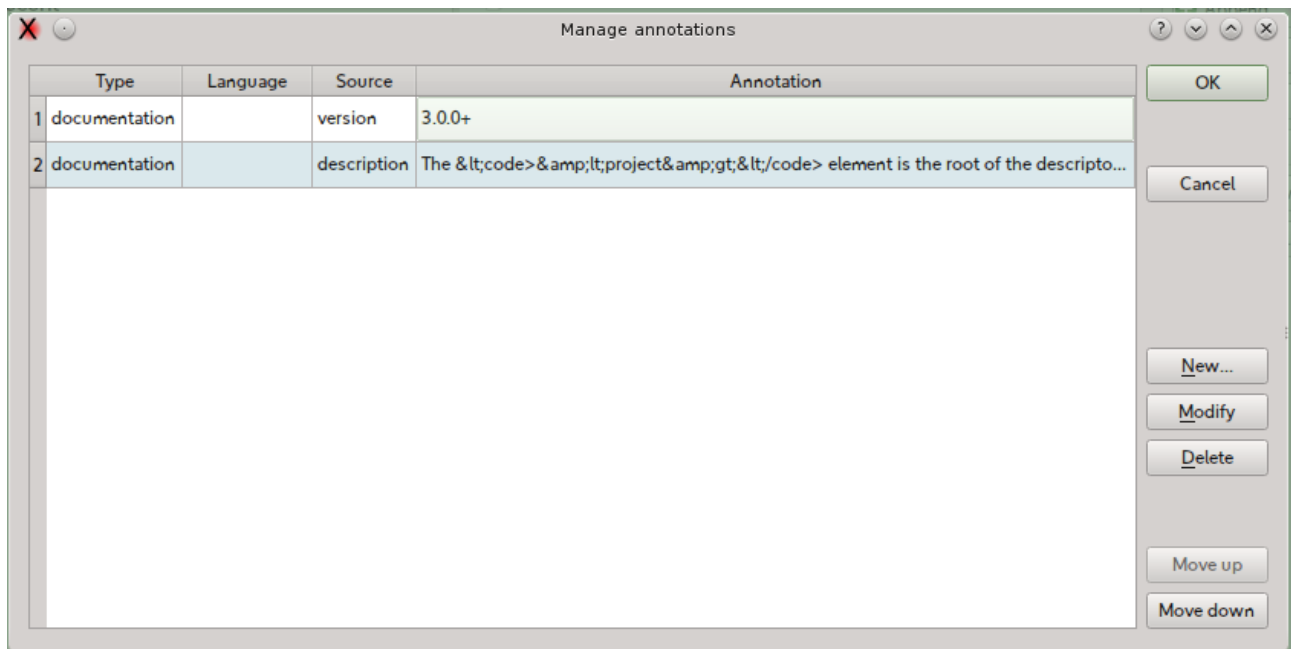 Manage annotations
Type Language Source Annotation
1 documentation version 3.0.0+
2 documentation description The &lt;code>&amp;lt;project&amp;gt;&lt;/code> element is the root of the descripto...
OK
Cancel
New...
Modify
Delete
Move up
Move down